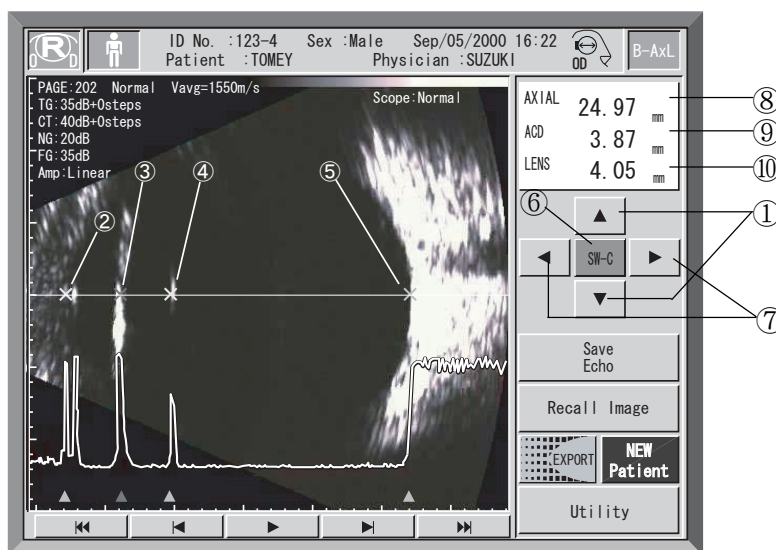 R
O D
ID No. :123-4 Sex :Male Sep/05/2000 16:22
Patient :TOMEY Physician :SUZUKI
OD
B-AxL
PAGE:202 Normal Vavg=1550m/s
TG:35dB+0steps
CT:40dB+0steps
NG:20dB
FG:35dB
Amp:Linear
Scope:Normal
② ③ ④ ⑤
AXIAL 24.97 mm ⑧
ACD 3.87 mm ⑨
LENS 4.05 mm ⑩
⑥ ①
SW-C
⑦
Save
Echo
Recall Image
EXPORT
NEW
Patient
Utility